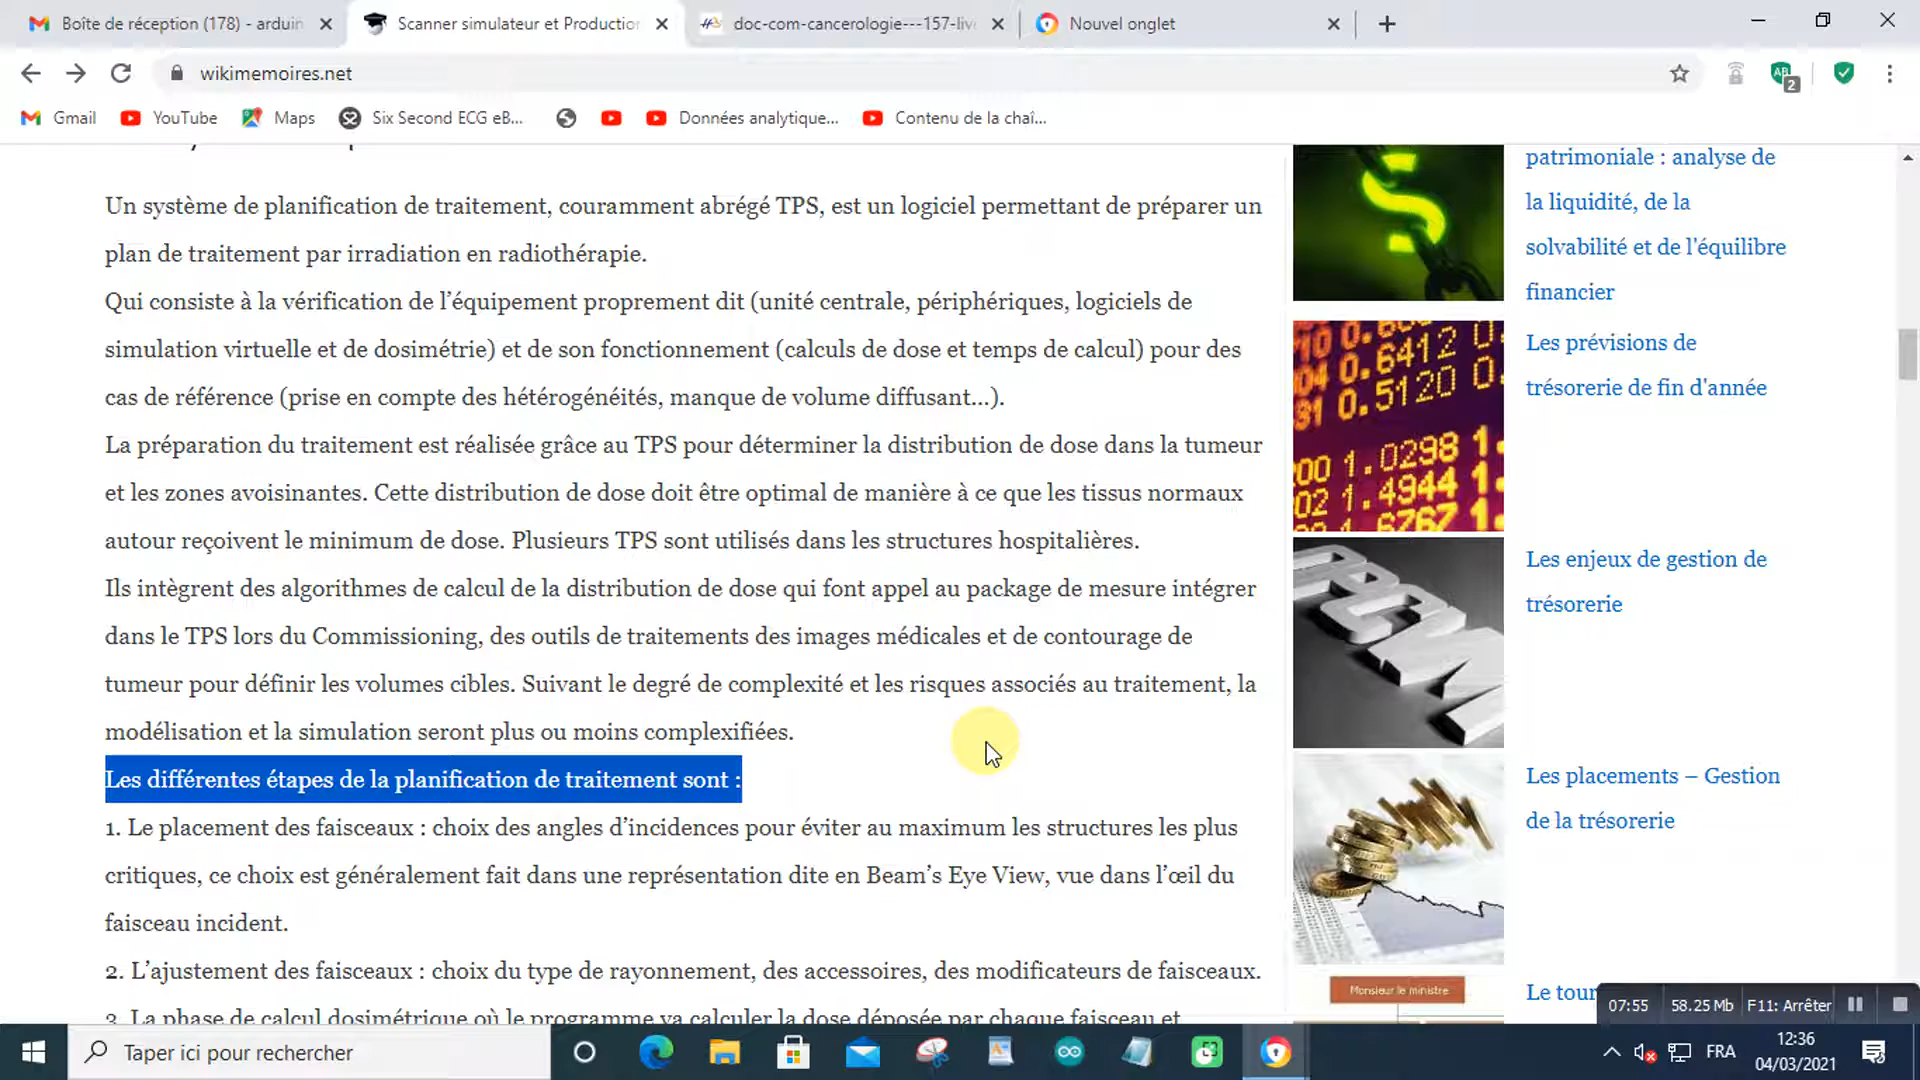 Boîte de réception (178) - arduin
Scanner simulateur et Productio
doc-com-cancerologie---157-liv
Nouvel onglet
wikimemoires.net
2
Gmail
YouTube
Maps
Six Second ECG eB...
Données analytique...
Contenu de la chaî...
Un système de planification de traitement, couramment abrégé TPS, est un logiciel permettant de préparer un
plan de traitement par irradiation en radiothérapie.
Qui consiste à la vérification de l’équipement proprement dit (unité centrale, périphériques, logiciels de
simulation virtuelle et de dosimétrie) et de son fonctionnement (calculs de dose et temps de calcul) pour des
cas de référence (prise en compte des hétérogénéités, manque de volume diffusant…).
La préparation du traitement est réalisée grâce au TPS pour déterminer la distribution de dose dans la tumeur
et les zones avoisinantes. Cette distribution de dose doit être optimal de manière à ce que les tissus normaux
autour reçoivent le minimum de dose. Plusieurs TPS sont utilisés dans les structures hospitalières.
Ils intègrent des algorithmes de calcul de la distribution de dose qui font appel au package de mesure intégrer
dans le TPS lors du Commissioning, des outils de traitements des images médicales et de contourage de
tumeur pour définir les volumes cibles. Suivant le degré de complexité et les risques associés au traitement, la
modélisation et la simulation seront plus ou moins complexifiées.
Les différentes étapes de la planification de traitement sont :
1. Le placement des faisceaux : choix des angles d’incidences pour éviter au maximum les structures les plus
critiques, ce choix est généralement fait dans une représentation dite en Beam’s Eye View, vue dans l’œil du
faisceau incident.
2. L’ajustement des faisceaux : choix du type de rayonnement, des accessoires, des modificateurs de faisceaux.
3. La phase de calcul dosimétrique où le programme va calculer la dose déposée par chaque faisceau et
patrimoniale : analyse de
la liquidité, de la
solvabilité et de l'équilibre
financier
0.6412
0.5120
1.0298
1.4944
Les prévisions de
trésorerie de fin d'année
Les enjeux de gestion de
trésorerie
Les placements – Gestion
de la trésorerie
Monsieur le ministre
Le tour
07:55
58.25 Mb
F11: Arrêter
Taper ici pour rechercher
FRA
12:36
04/03/2021